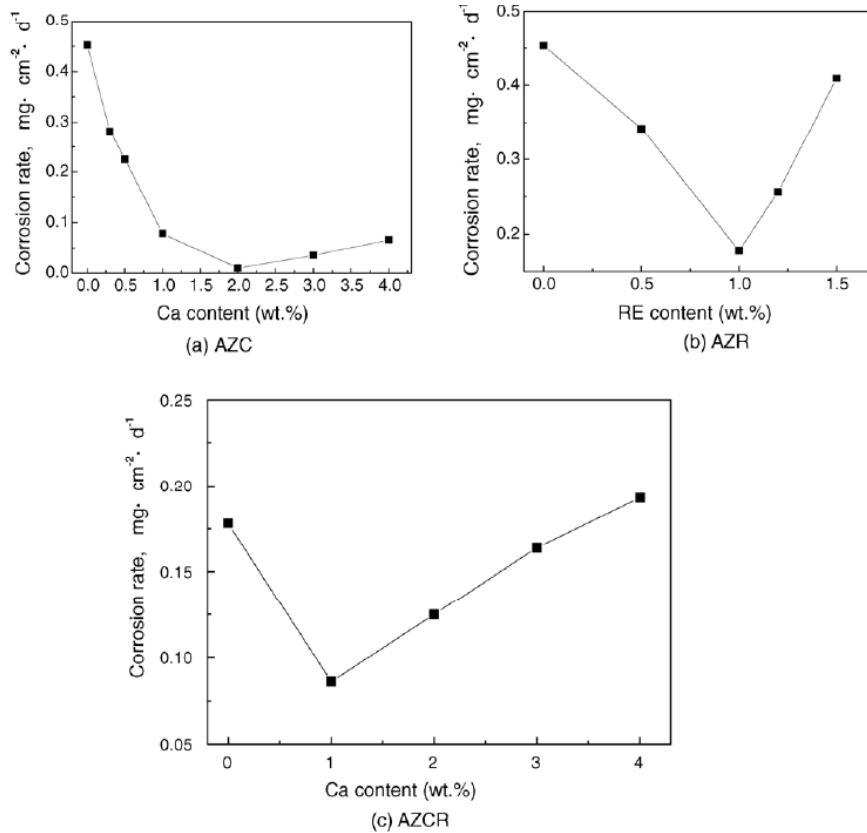 Corrosion rate, mg· cm⁻²· d⁻¹
0.5
0.4
0.3
0.2
0.1
0.0
0.0 0.5 1.0 1.5 2.0 2.5 3.0 3.5 4.0
Ca content (wt.%)
(a) AZC
Corrosion rate, mg· cm⁻²· d⁻¹
0.5
0.4
0.3
0.2
0.0 0.5 1.0 1.5
RE content (wt.%)
(b) AZR
Corrosion rate, mg· cm⁻²· d⁻¹
0.25
0.20
0.15
0.10
0.05
0 1 2 3 4
Ca content (wt.%)
(c) AZCR